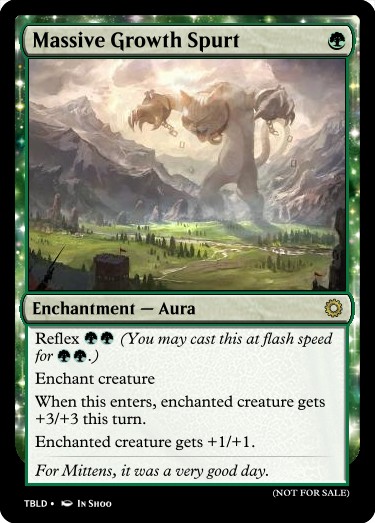 Massive Growth Spurt
Enchantment — Aura
Reflex (You may cast this at flash speed
for .)
Enchant creature
When this enters, enchanted creature gets
+3/+3 this turn.
Enchanted creature gets +1/+1.
For Mittens, it was a very good day.
(NOT FOR SALE)
TBLD • In Shoo